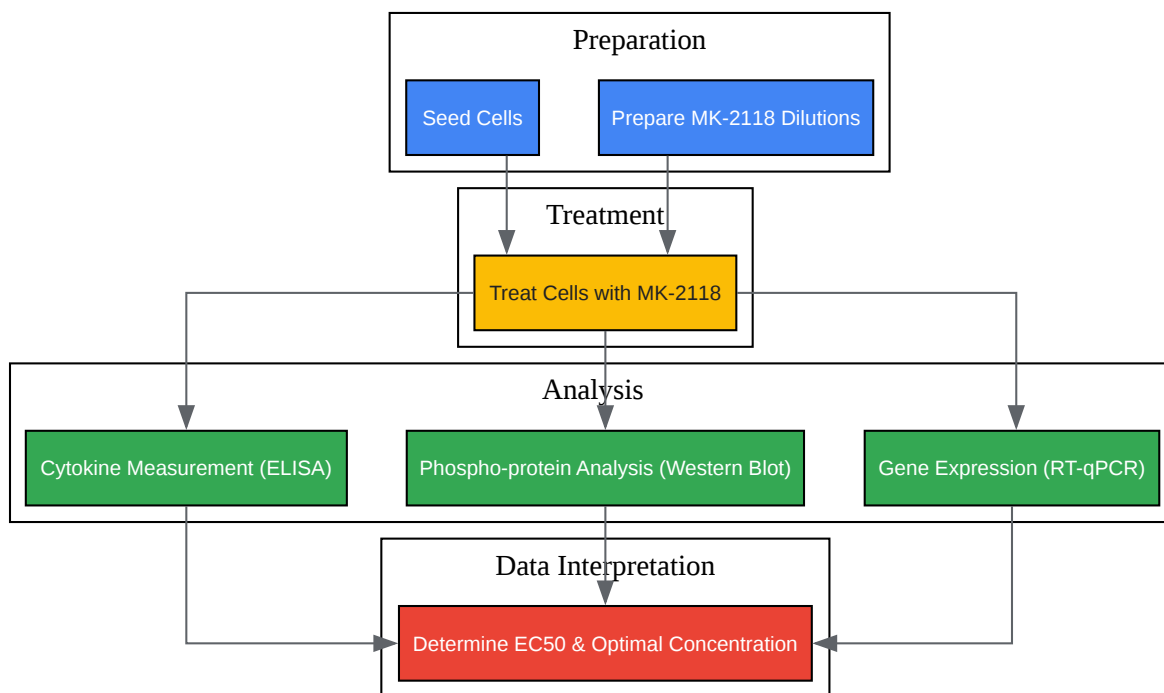 Preparation
Seed Cells
Prepare MK-2118 Dilutions
Treatment
Treat Cells with MK-2118
Analysis
Cytokine Measurement (ELISA)
Phospho-protein Analysis (Western Blot)
Gene Expression (RT-qPCR)
Data Interpretation
Determine EC50 & Optimal Concentration